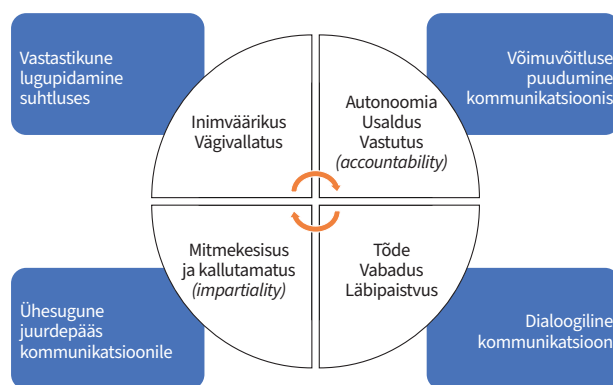 Vastastikune
lugupidamine
suhtluses
Võimuvõitluse
puudumine
kommunikatsioonis
Inimväärikus
Vägivallatus
Autonoomia
Usaldus
Vastutus
(accountability)
Mitmekesisus
ja kallutamatus
(impartiality)
Tõde
Vabadus
Läbipaistvus
Ühesugune
juurdepääs
kommunikatsioonile
Dialoogiline
kommunikatsioon